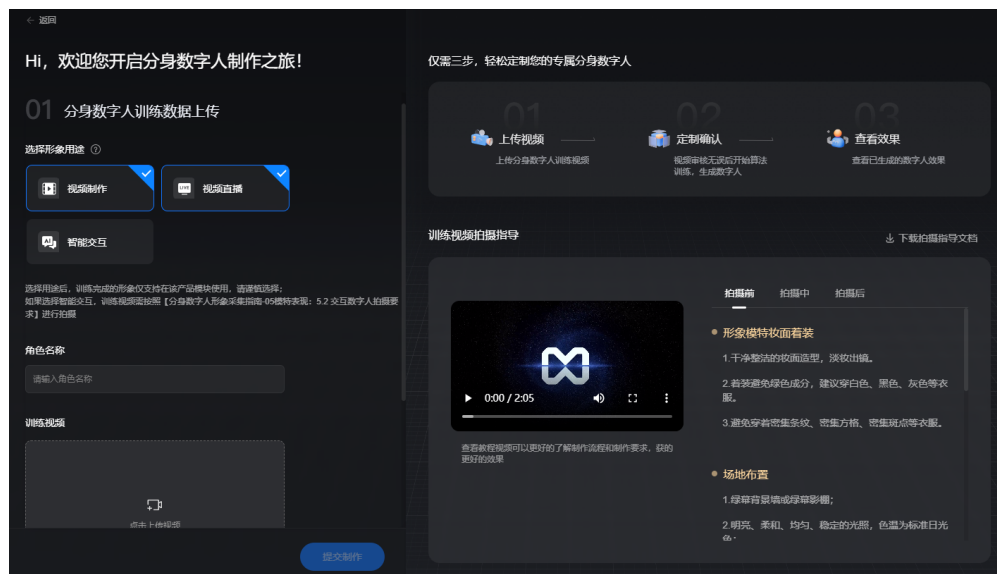 ← 返回
Hi，欢迎您开启分身数字人制作之旅！
01 分身数字人训练数据上传
选择形象用途 ?
视频制作
LIVE 视频直播
AI 智能交互
选择用途后，训练完成的形象仅支持在该产品模块使用，请谨慎选择；
如果选择智能交互，训练视频需按照【分身数字人形象采集指南-05模特表现：5.2 交互数字人拍摄要
求】进行拍摄
角色名称
请输入角色名称
训练视频
点击上传视频
提交制作
仅需三步，轻松定制您的专属分身数字人
01
上传视频
上传分身数字人训练视频
02
定制确认
视频审核无误后开始算法
训练，生成数字人
03
查看效果
查看已生成的数字人效果
训练视频拍摄指导
下载拍摄指导文档
0:00 / 2:05
查看教程视频可以更好的了解制作流程和制作要求，获的
更好的效果
拍摄前 拍摄中 拍摄后
形象模特妆面着装
1.干净整洁的妆面造型，淡妆出镜。
2.着装避免绿色成分，建议穿白色、黑色、灰色等衣
服。
3.避免穿着密集条纹、密集方格、密集斑点等衣服。
场地布置
1.绿幕背景墙或绿幕影棚；
2.明亮、柔和、均匀、稳定的光照，色温为标准日光
色；